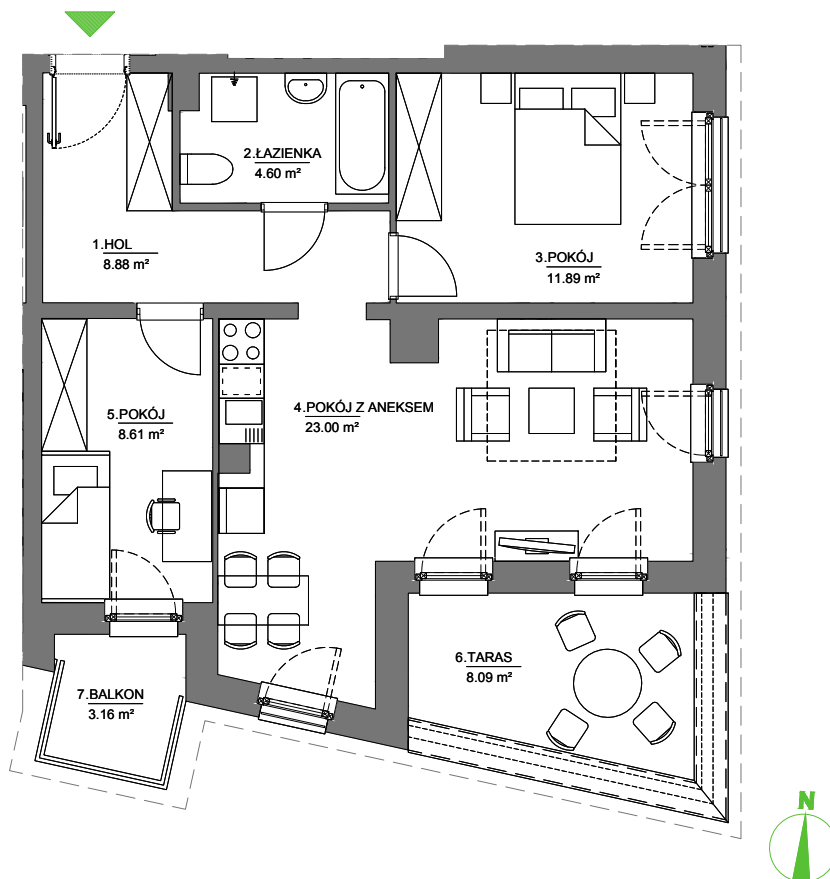 2.ŁAZIENKA
4.60 m²
1.HOL
8.88 m²
3.POKÓJ
11.89 m²
4.POKÓJ Z ANEKSEM
23.00 m²
5.POKÓJ
8.61 m²
6.TARAS
8.09 m²
7.BALKON
3.16 m²
N